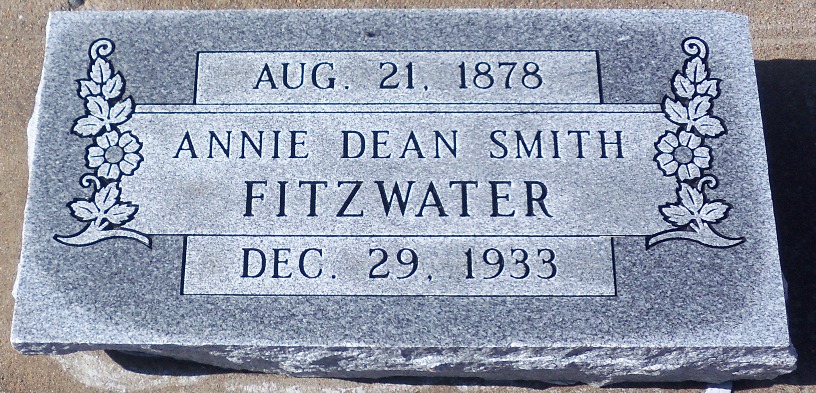 AUG. 21, 1878
ANNIE DEAN SMITH
FITZWATER
DEC. 29, 1933